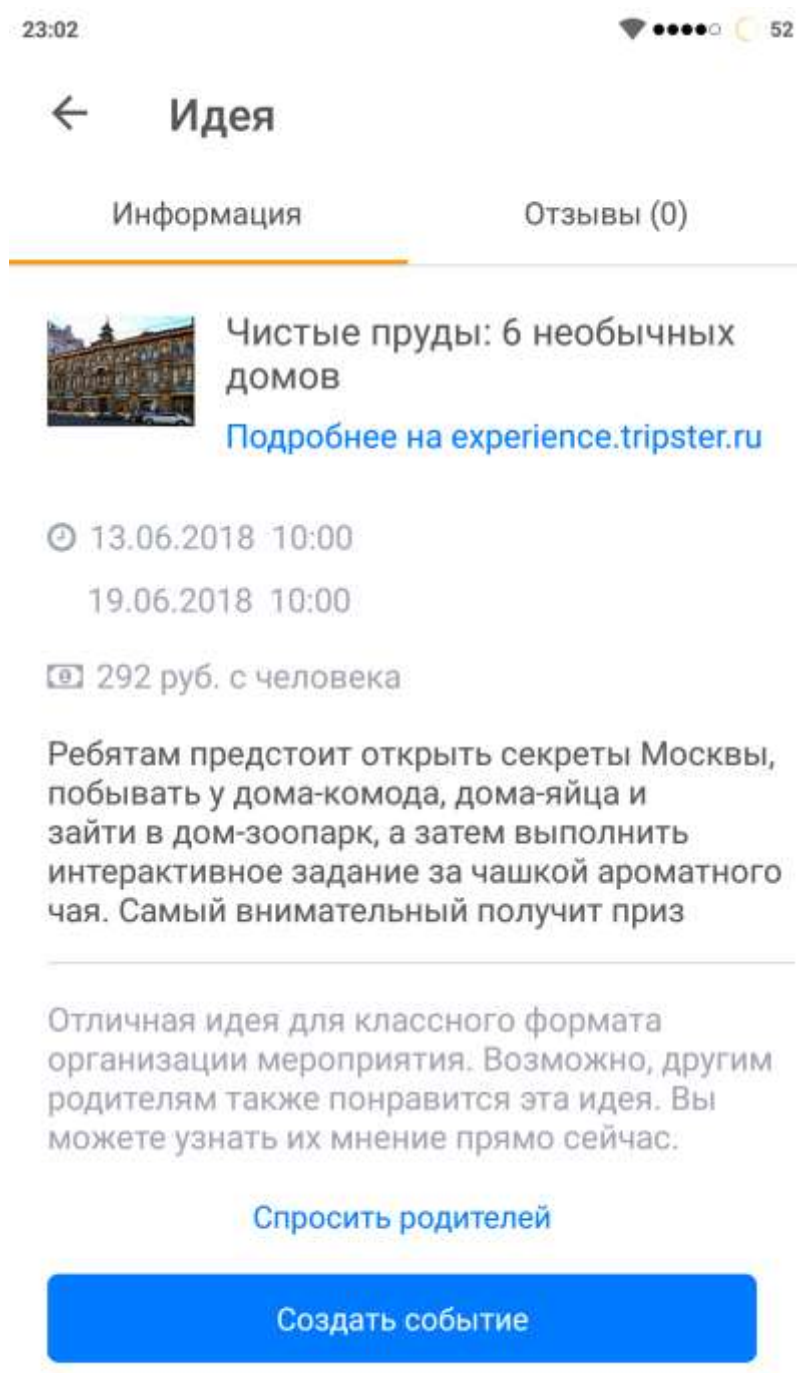 23:02
52
Идея
Информация
Отзывы (0)
Чистые пруды: 6 необычных
домов
Подробнее на experience.tripster.ru
13.06.2018 10:00
19.06.2018 10:00
292 руб. с человека
Ребятам предстоит открыть секреты Москвы,
побывать у дома-комода, дома-яйца и
зайти в дом-зоопарк, а затем выполнить
интерактивное задание за чашкой ароматного
чая. Самый внимательный получит приз
Отличная идея для классного формата
организации мероприятия. Возможно, другим
родителям также понравится эта идея. Вы
можете узнать их мнение прямо сейчас.
Спросить родителей
Создать событие